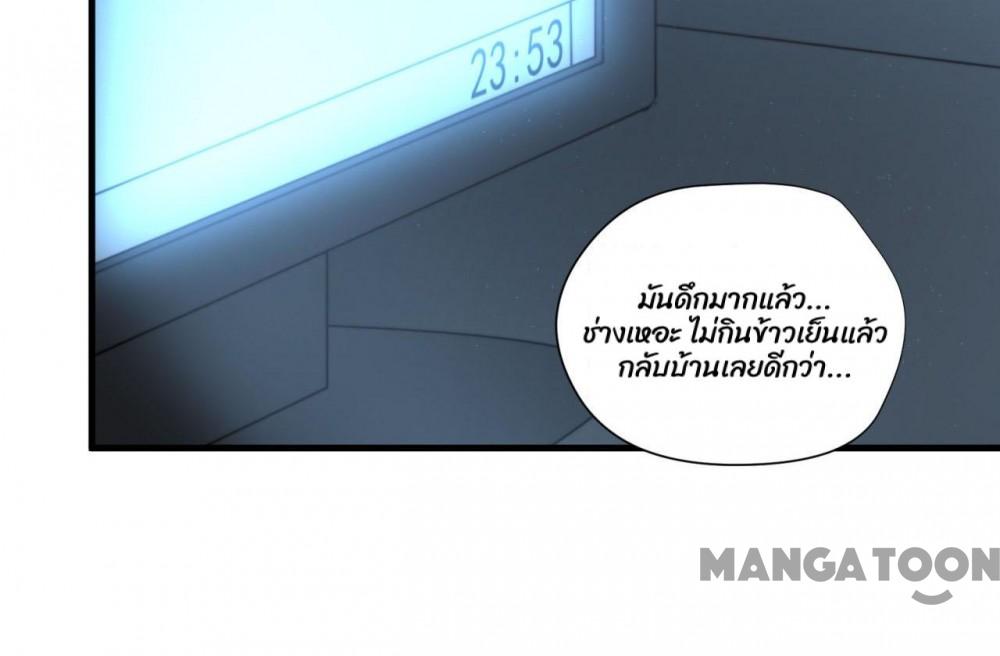 23:53
มันดึกมากแล้ว...
ช่างเหอะ ไม่กินข้าวเย็นแล้ว
กลับบ้านเลยดีกว่า...
MANGATOON